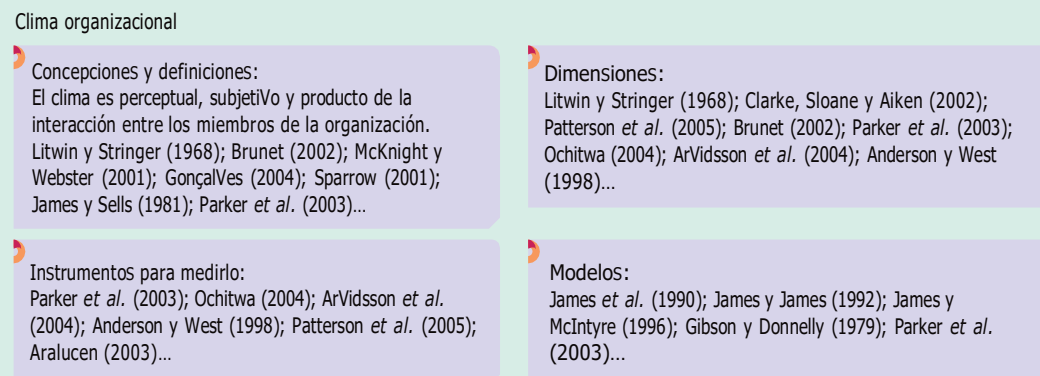 Clima organizacional
Concepciones y definiciones:
El clima es perceptual, subjetiVo y producto de la
interacción entre los miembros de la organización.
Litwin y Stringer (1968); Brunet (2002); McKnight y
Webster (2001); GonçalVes (2004); Sparrow (2001);
James y Sells (1981); Parker et al. (2003)…
Dimensiones:
Litwin y Stringer (1968); Clarke, Sloane y Aiken (2002);
Patterson et al. (2005); Brunet (2002); Parker et al. (2003);
Ochitwa (2004); ArVidsson et al. (2004); Anderson y West
(1998)…
Instrumentos para medirlo:
Parker et al. (2003); Ochitwa (2004); ArVidsson et al.
(2004); Anderson y West (1998); Patterson et al. (2005);
Aralucen (2003)…
Modelos:
James et al. (1990); James y James (1992); James y
McIntyre (1996); Gibson y Donnelly (1979); Parker et al.
(2003)…